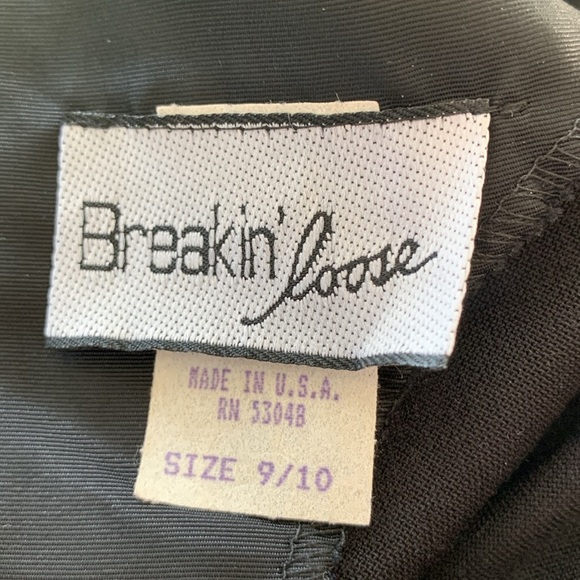 Breakin' loose
MADE IN U.S.A.
RN 53048
SIZE 9/10